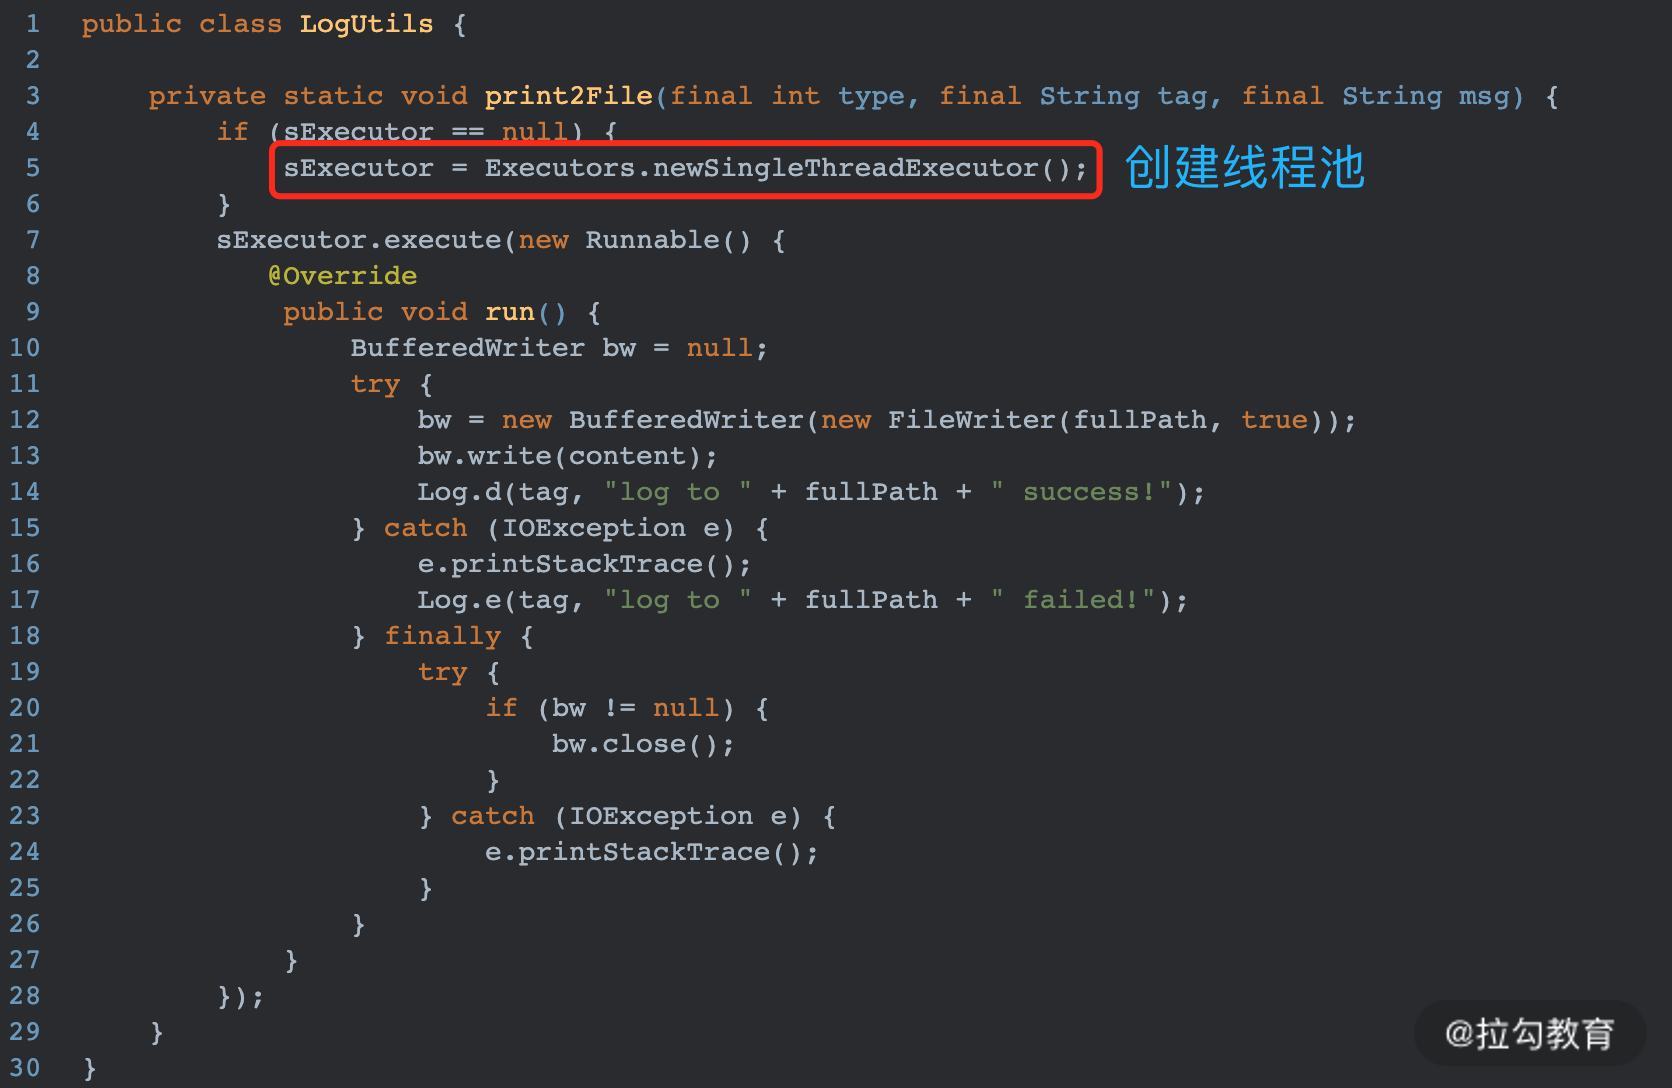 1 public class LogUtils {
2
3     private static void print2File(final int type, final String tag, final String msg) {
4         if (sExecutor == null) {
5             sExecutor = Executors.newSingleThreadExecutor(); 创建线程池
6         }
7         sExecutor.execute(new Runnable() {
8            @Override
9             public void run() {
10                 BufferedWriter bw = null;
11                 try {
12                     bw = new BufferedWriter(new FileWriter(fullPath, true));
13                     bw.write(content);
14                     Log.d(tag, "log to " + fullPath + " success!");
15                 } catch (IOException e) {
16                     e.printStackTrace();
17                     Log.e(tag, "log to " + fullPath + " failed!");
18                 } finally {
19                     try {
20                         if (bw != null) {
21                             bw.close();
22                         }
23                     } catch (IOException e) {
24                         e.printStackTrace();
25                     }
26                 }
27             }
28         });
29     }
30 }
@拉勾教育